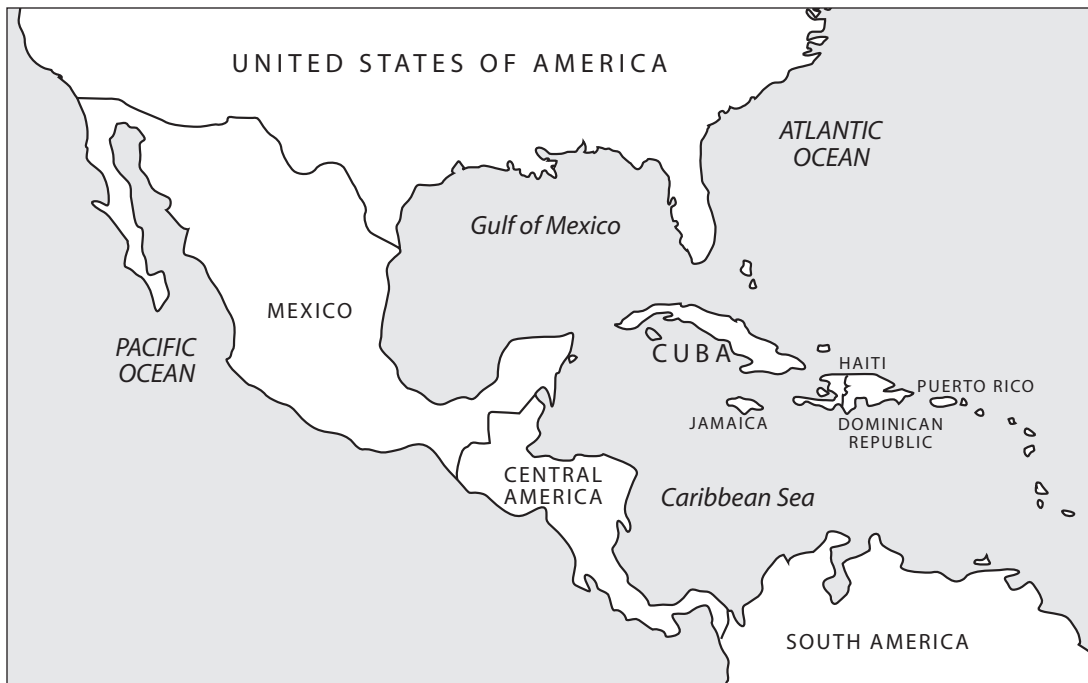 UNITED STATES OF AMERICA
ATLANTIC
OCEAN
Gulf of Mexico
MEXICO
PACIFIC
OCEAN
CUBA
HAITI
PUERTO RICO
JAMAICA
DOMINICAN
REPUBLIC
CENTRAL
AMERICA
Caribbean Sea
SOUTH AMERICA